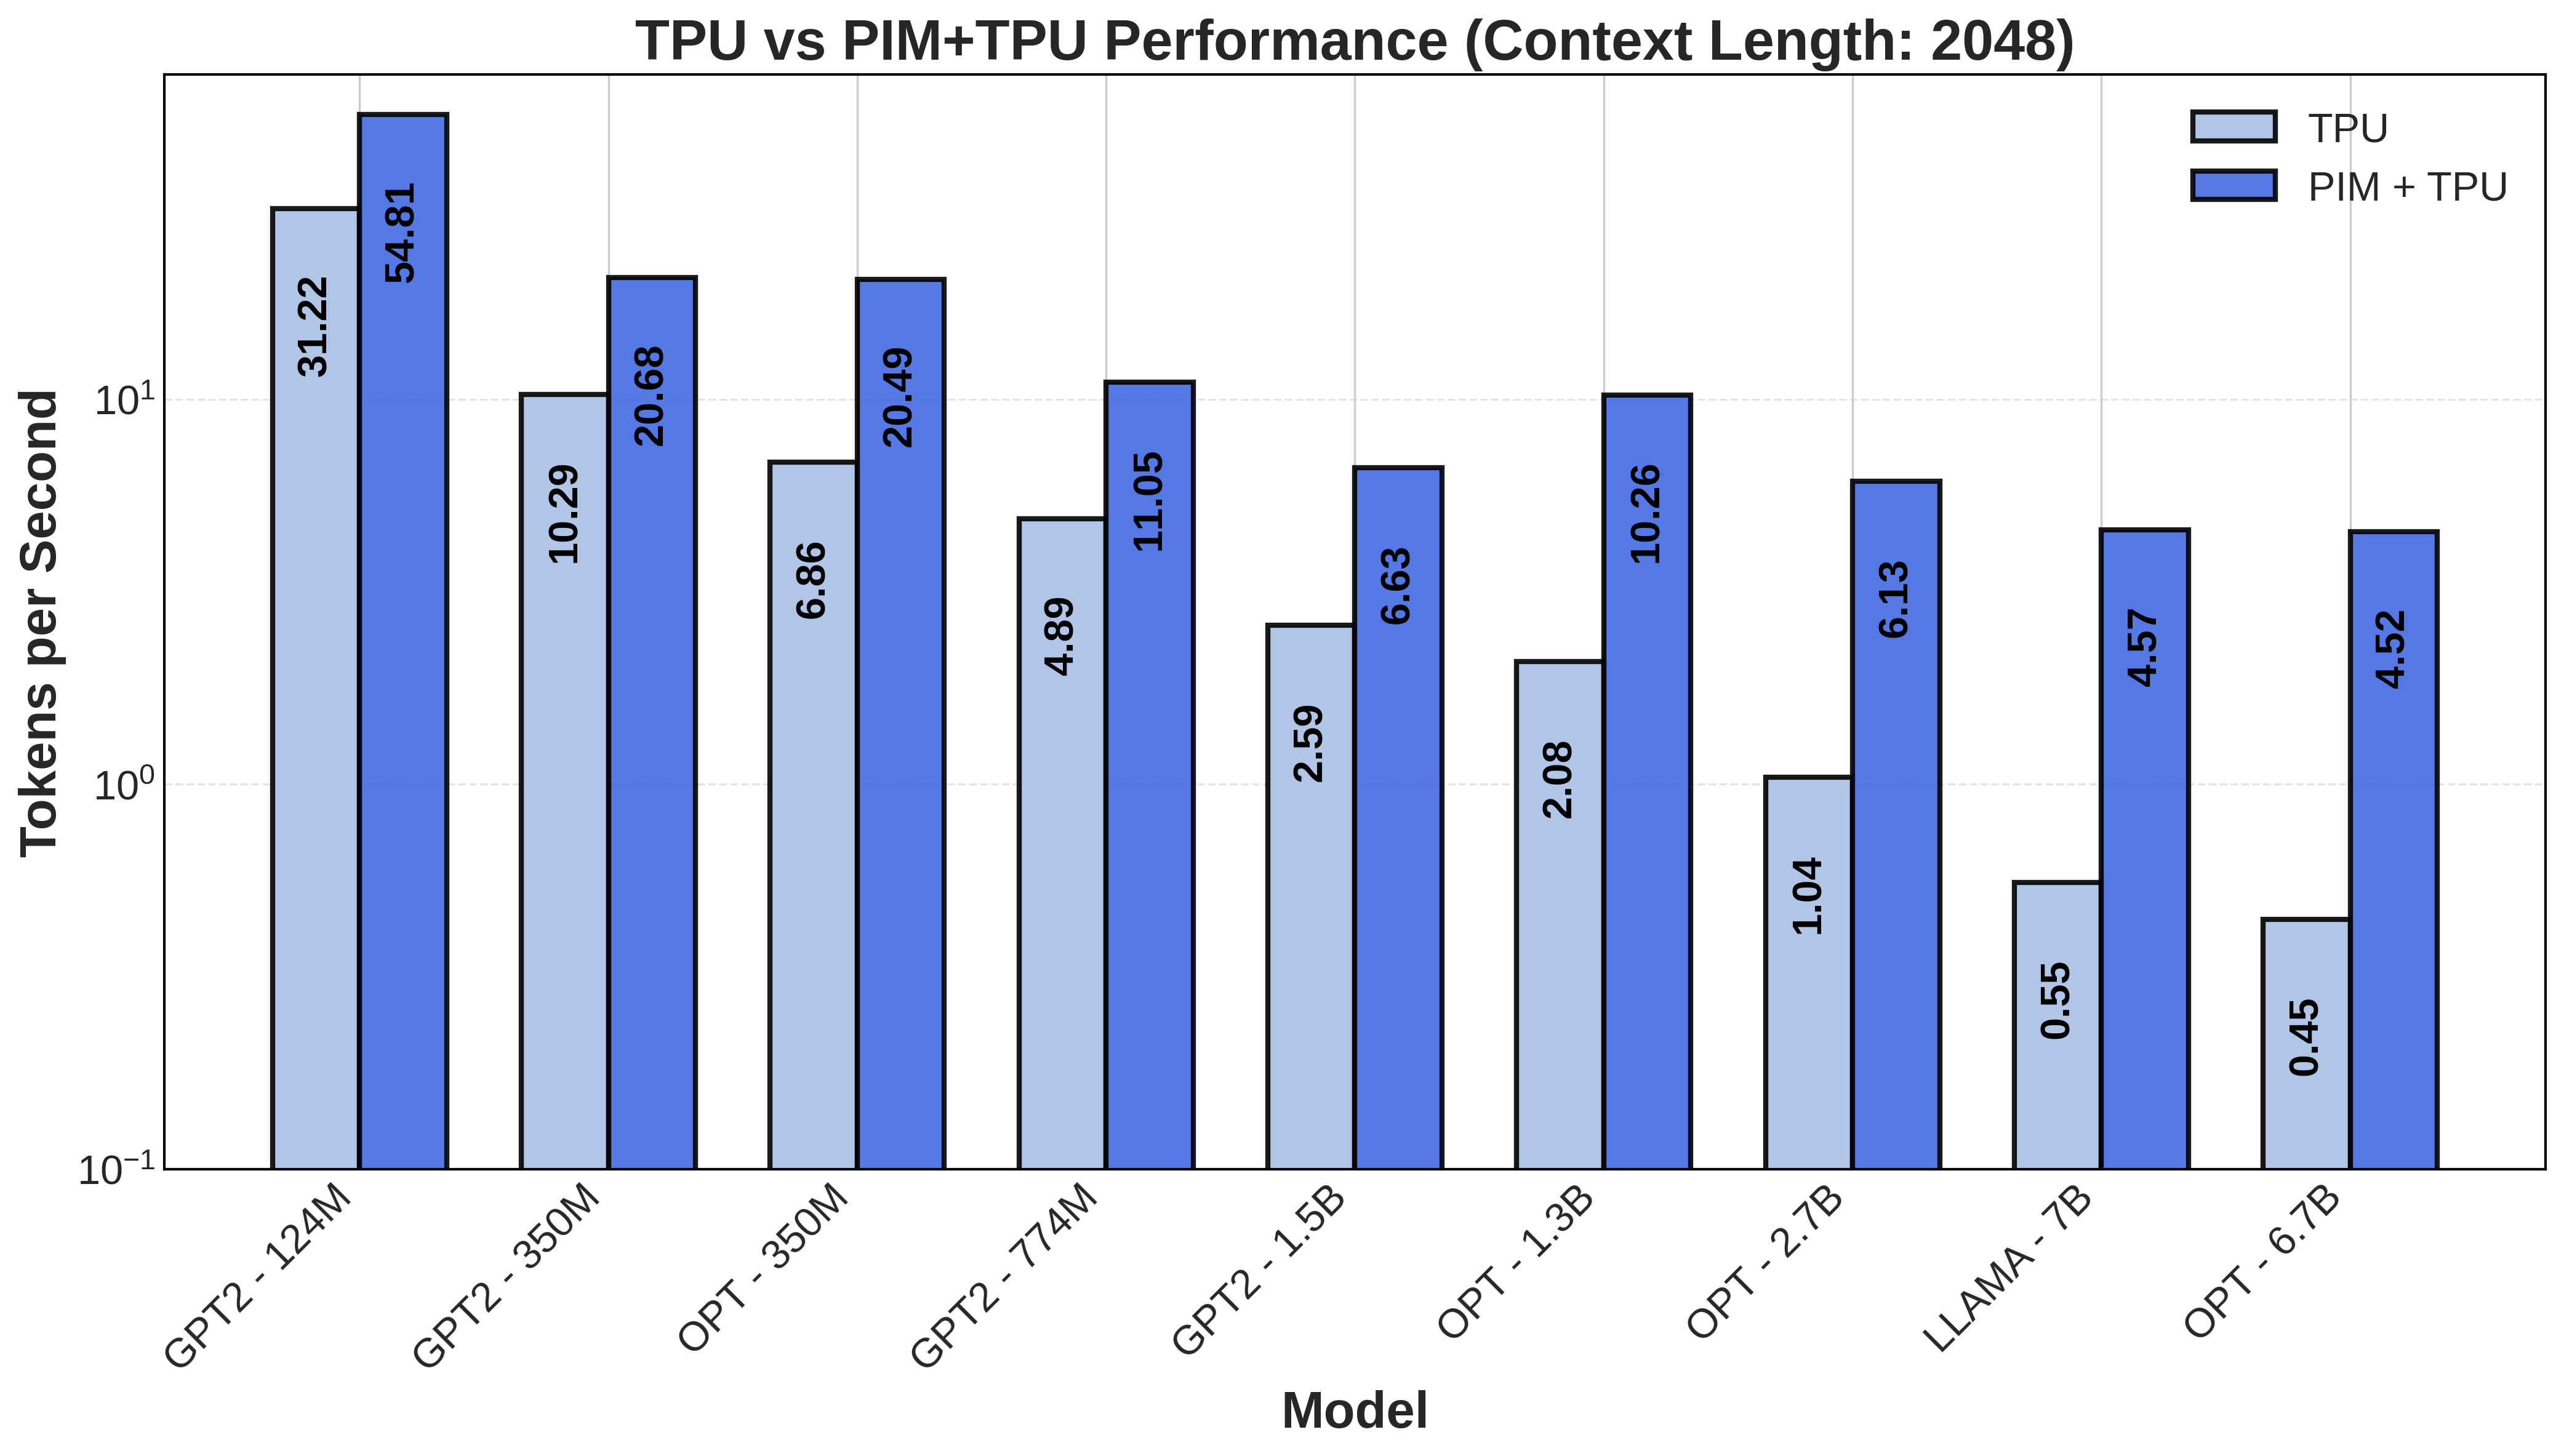 TPU vs PIM+TPU Performance (Context Length: 2048)
TPU
PIM + TPU
Tokens per Second
10¹
10⁰
10⁻¹
31.22
54.81
10.29
20.68
6.86
20.49
4.89
11.05
2.59
6.63
2.08
10.26
1.04
6.13
0.55
4.57
0.45
4.52
GPT2 - 124M
GPT2 - 350M
OPT - 350M
GPT2 - 774M
GPT2 - 1.5B
OPT - 1.3B
OPT - 2.7B
LLAMA - 7B
OPT - 6.7B
Model